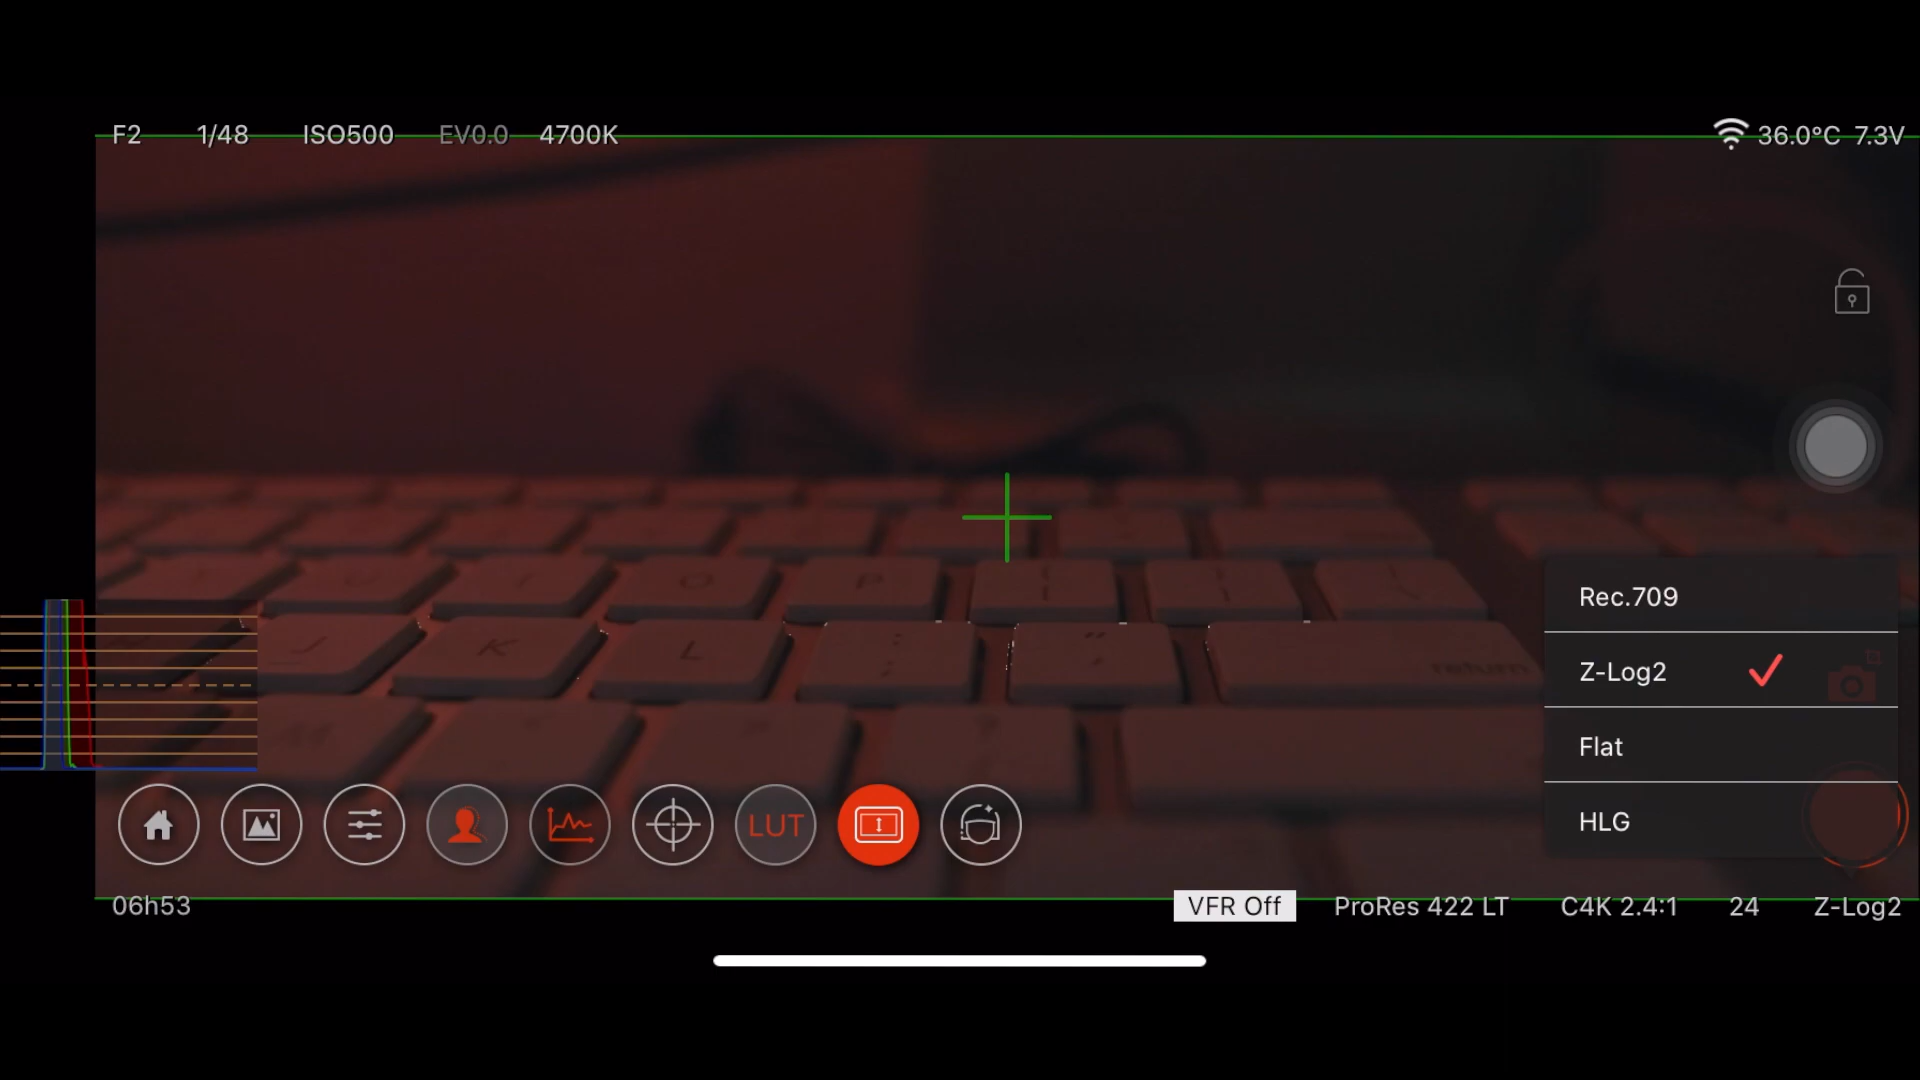 F2 1/48 ISO500 EV0.0 4700K 36.0°C 7.3V
O P
K L ; "
return
Rec.709
Z-Log2
Flat
HLG
LUT
06h53 VFR Off ProRes 422 LT C4K 2.4:1 24 Z-Log2